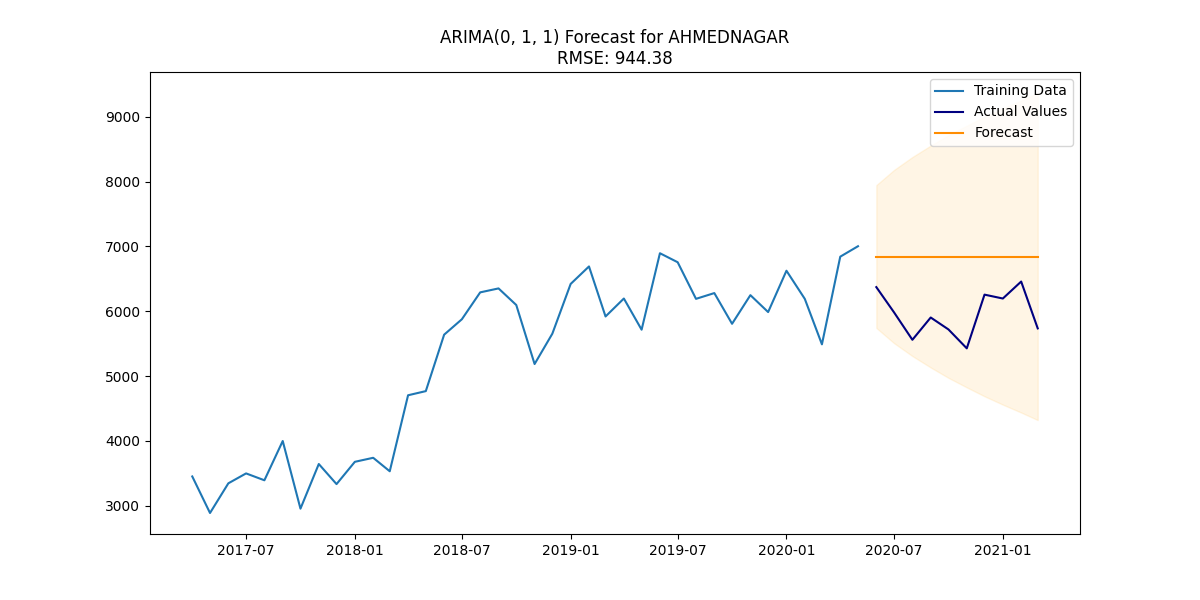 ARIMA(0, 1, 1) Forecast for AHMEDNAGAR
RMSE: 944.38
Training Data
Actual Values
Forecast
9000
8000
7000
6000
5000
4000
3000
2017-07 2018-01 2018-07 2019-01 2019-07 2020-01 2020-07 2021-01